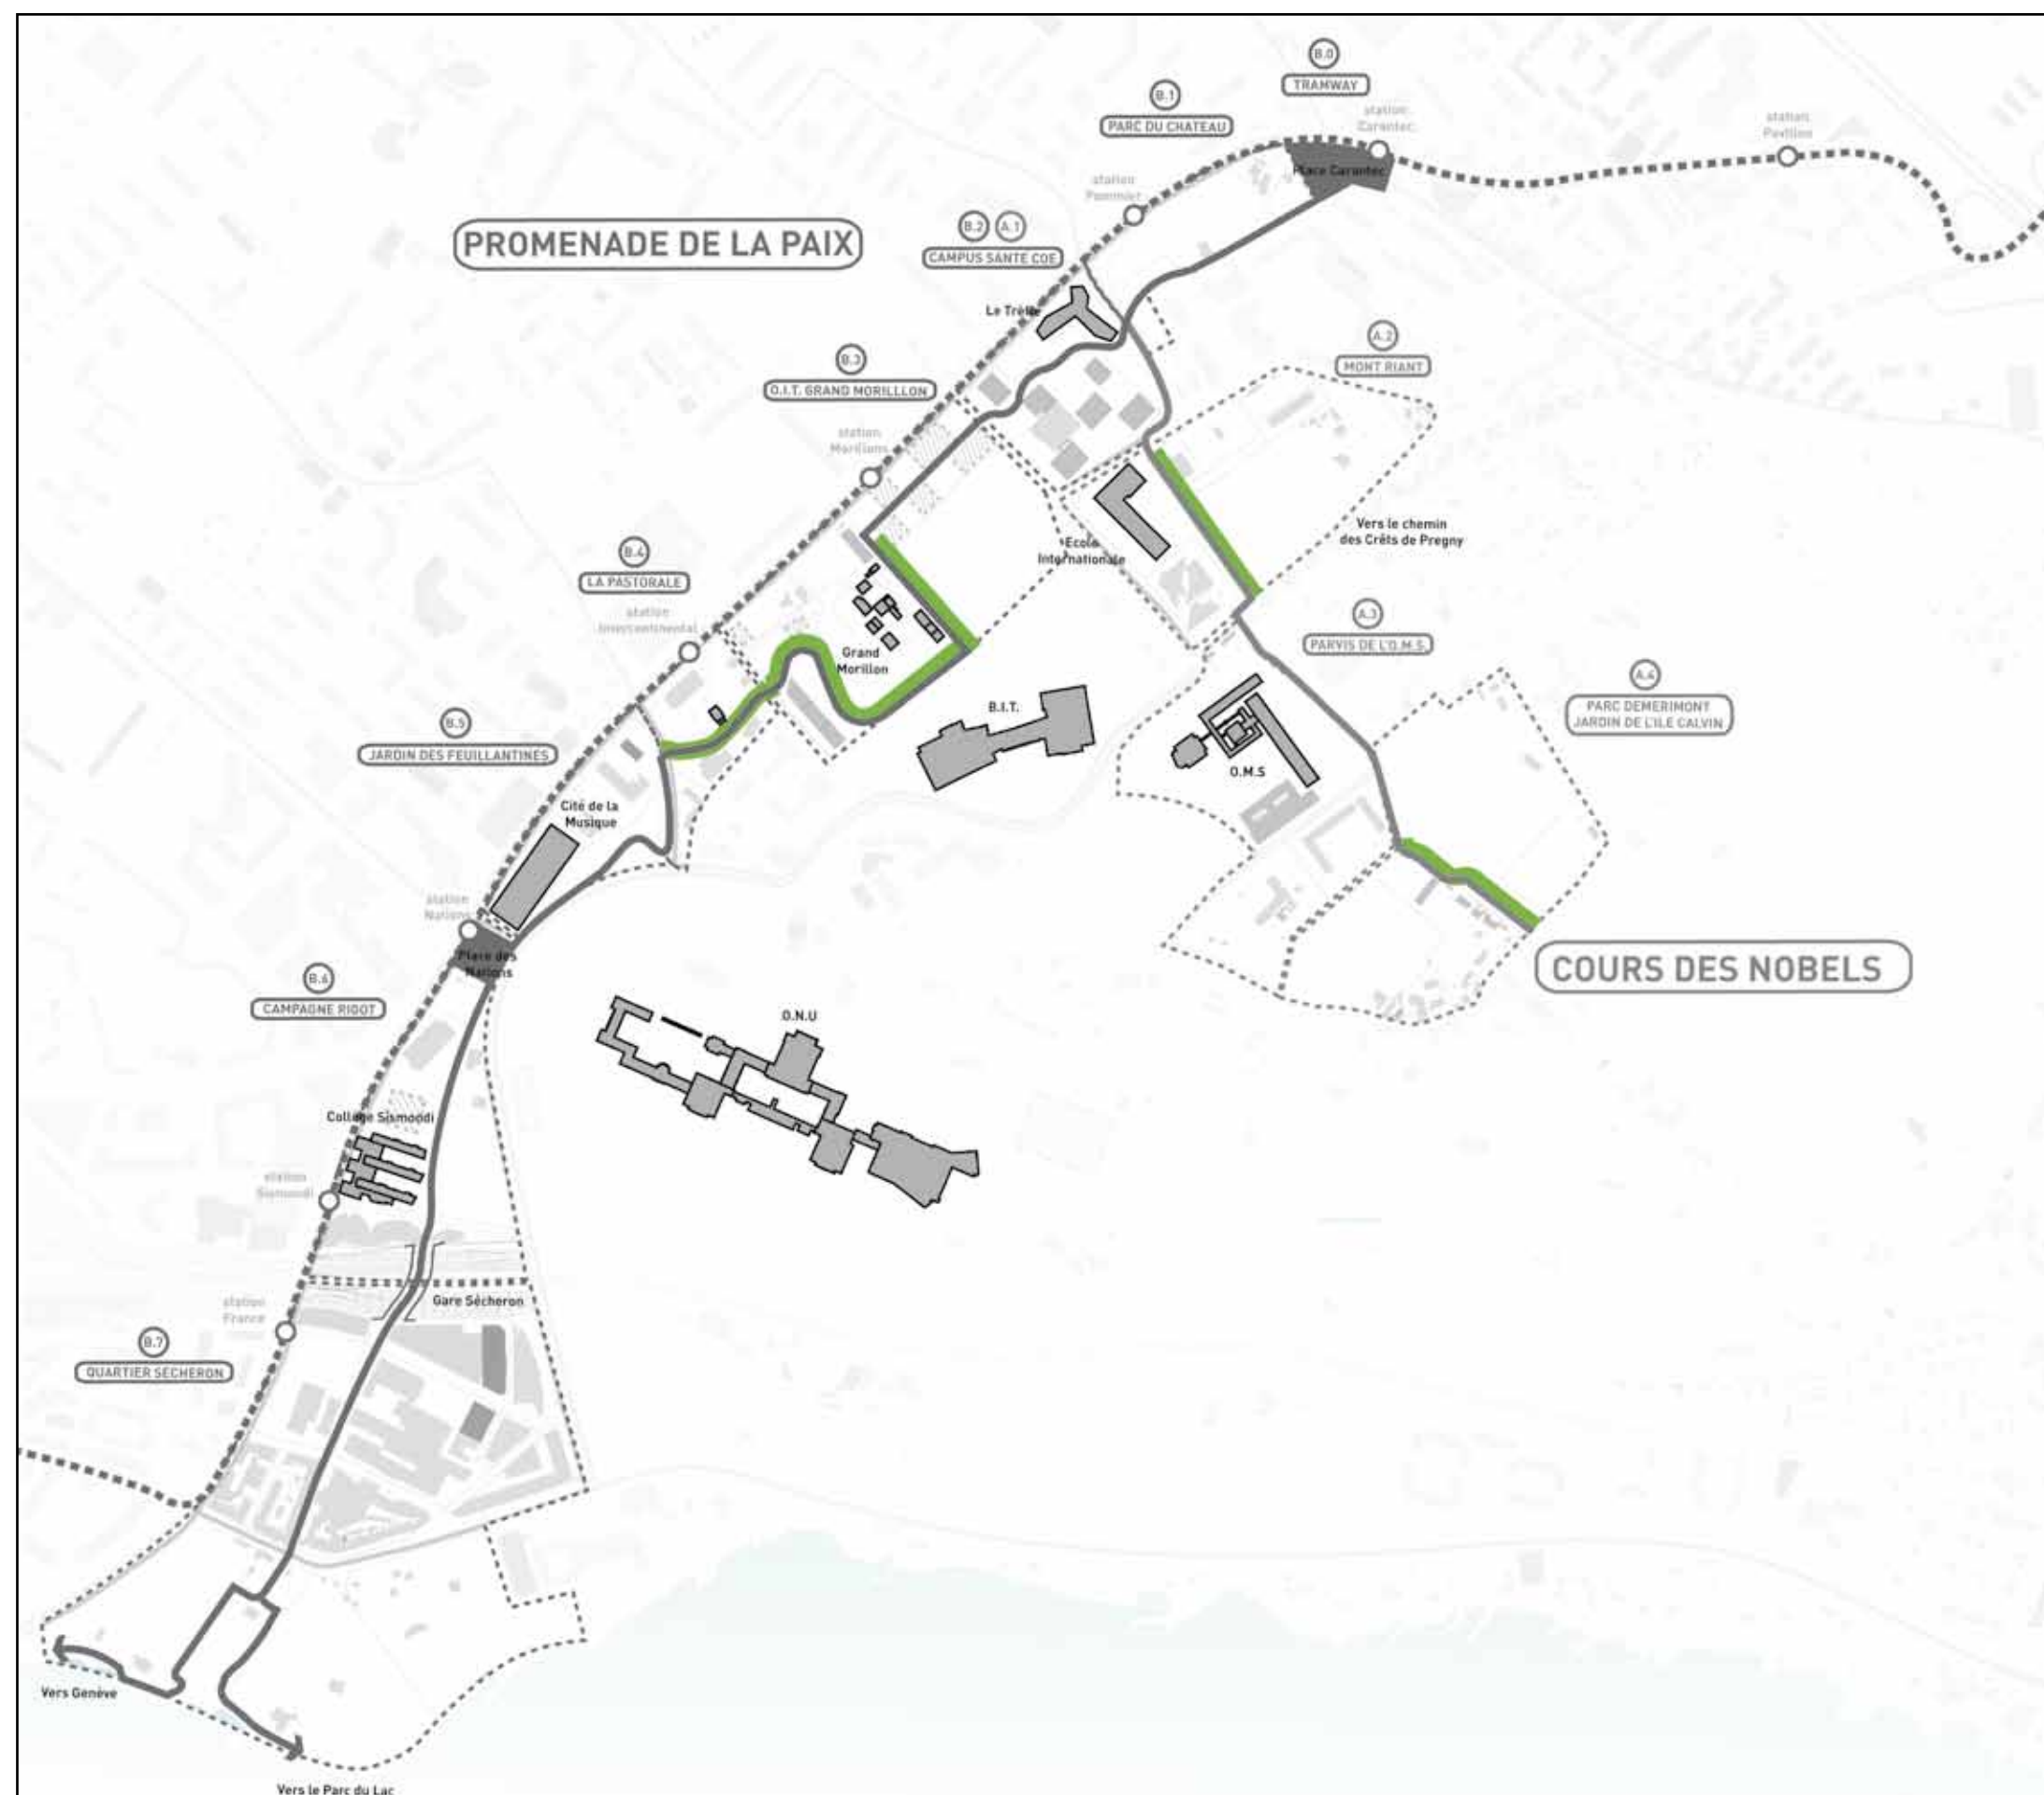 B.0
TRAMWAY
station
Carantec
B.1
PARC DU CHATEAU
station
Pavillon
Place Carantec
station
Pommier
B.2 A.1
CAMPUS SANTE COE
PROMENADE DE LA PAIX
Le Trèfle
A.2
MONT RIANT
B.3
O.I.T. GRAND MORILLLON
station
Morillons
Vers le chemin
des Crêts de Pregny
Ecole
Internationale
B.4
LA PASTORALE
station
Intercontinental
A.3
PARVIS DE L'O.M.S.
Grand
Morillon
A.4
PARC DEMERIMONT
JARDIN DE L'ILE CALVIN
B.I.T.
B.5
JARDIN DES FEUILLANTINES
O.M.S
Cité de la
Musique
station
Nations
Place des
Nations
COURS DES NOBELS
B.6
CAMPAGNE RIGOT
O.N.U
Collège Sismondi
station
Sismondi
Gare Sécheron
station
France
B.7
QUARTIER SECHERON
Vers Genève
Vers le Parc du Lac